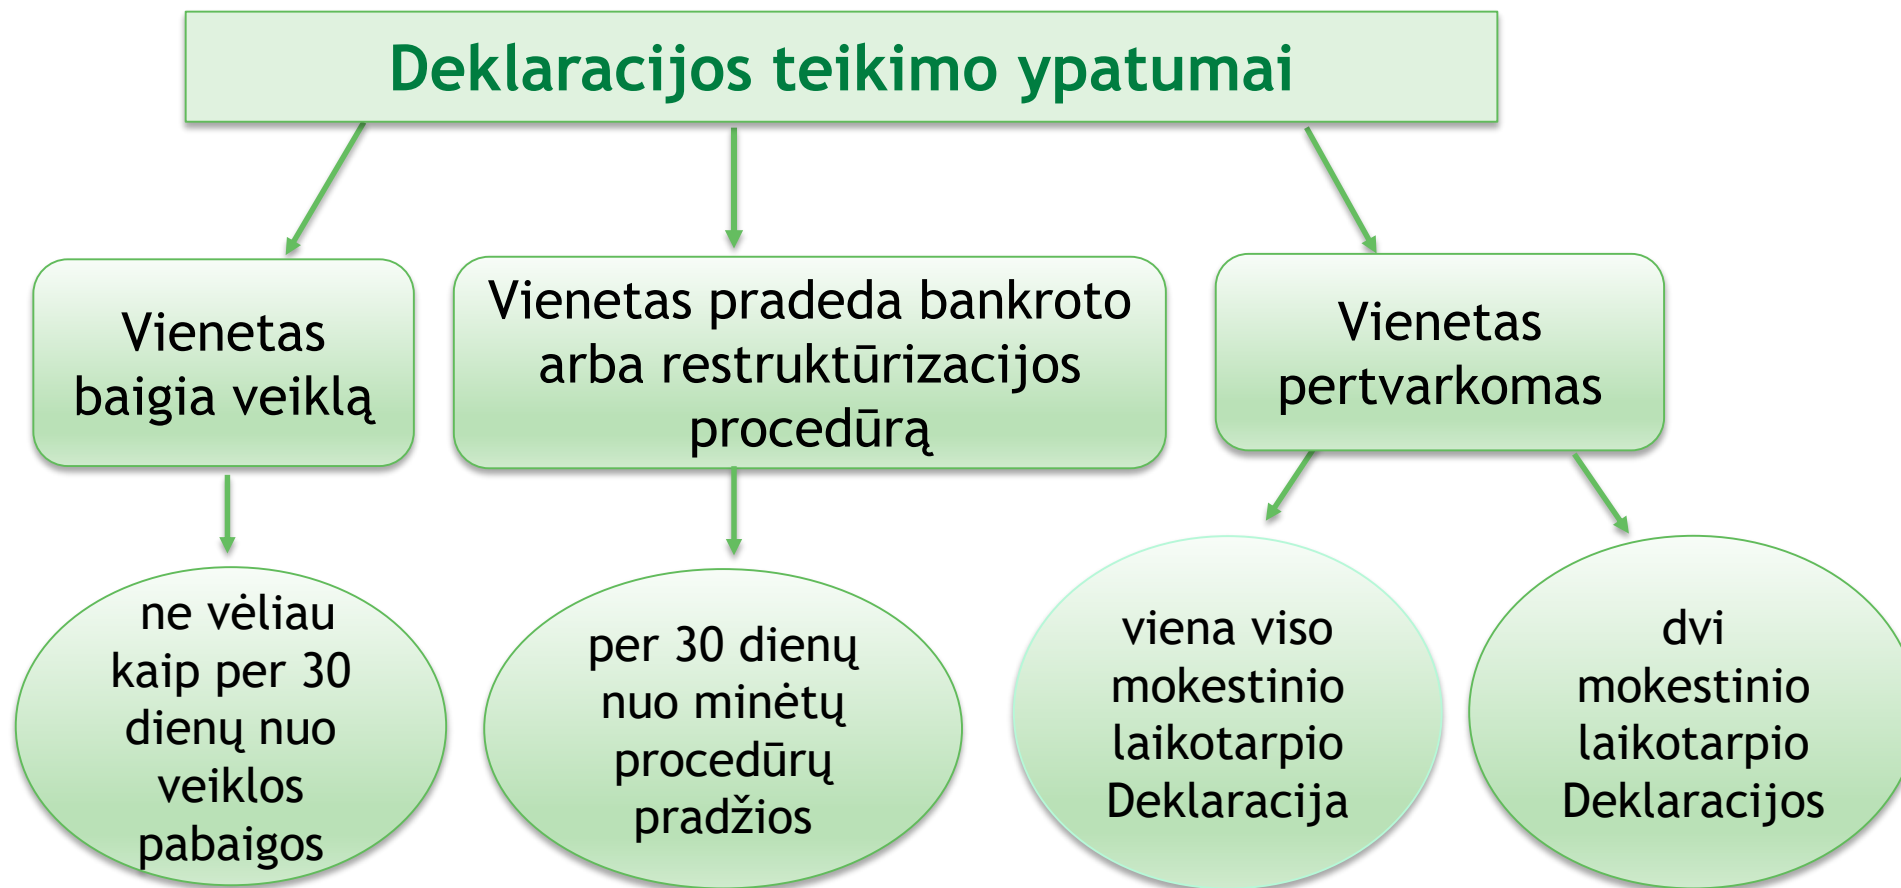 Deklaracijos teikimo ypatumai
Vienetas
baigia veiklą
Vienetas pradeda bankroto
arba restruktūrizacijos
procedūrą
Vienetas
pertvarkomas
ne vėliau
kaip per 30
dienų nuo
veiklos
pabaigos
per 30 dienų
nuo minėtų
procedūrų
pradžios
viena viso
mokestinio
laikotarpio
Deklaracija
dvi
mokestinio
laikotarpio
Deklaracijos